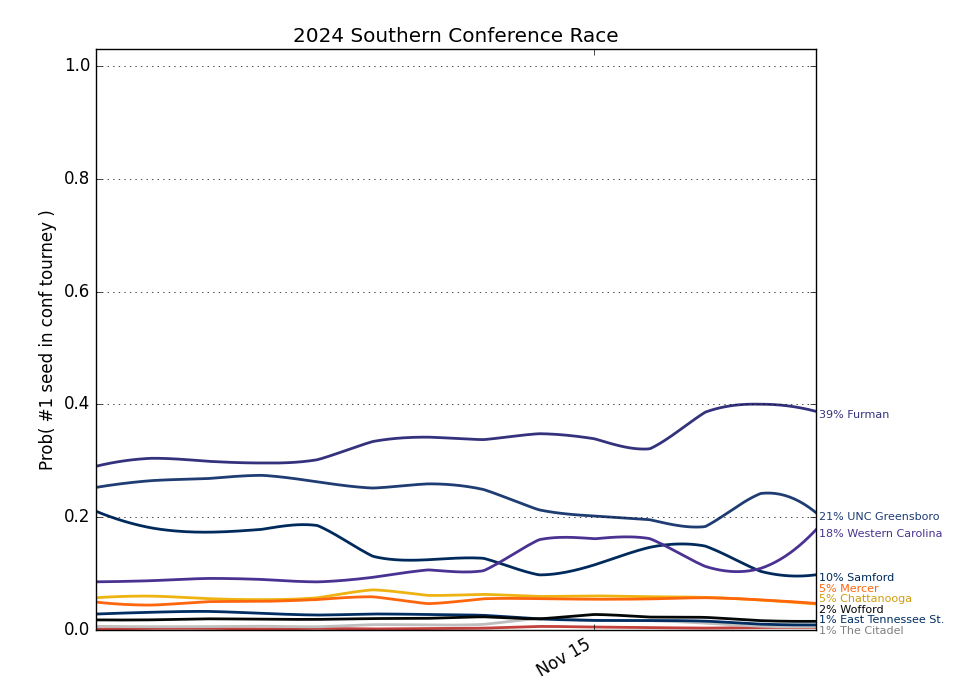 2024 Southern Conference Race
Prob( #1 seed in conf tourney )
1.0
0.8
0.6
0.4
0.2
0.0
Nov 15
39% Furman
21% UNC Greensboro
18% Western Carolina
10% Samford
5% Mercer
5% Chattanooga
2% Wofford
1% East Tennessee St.
1% The Citadel